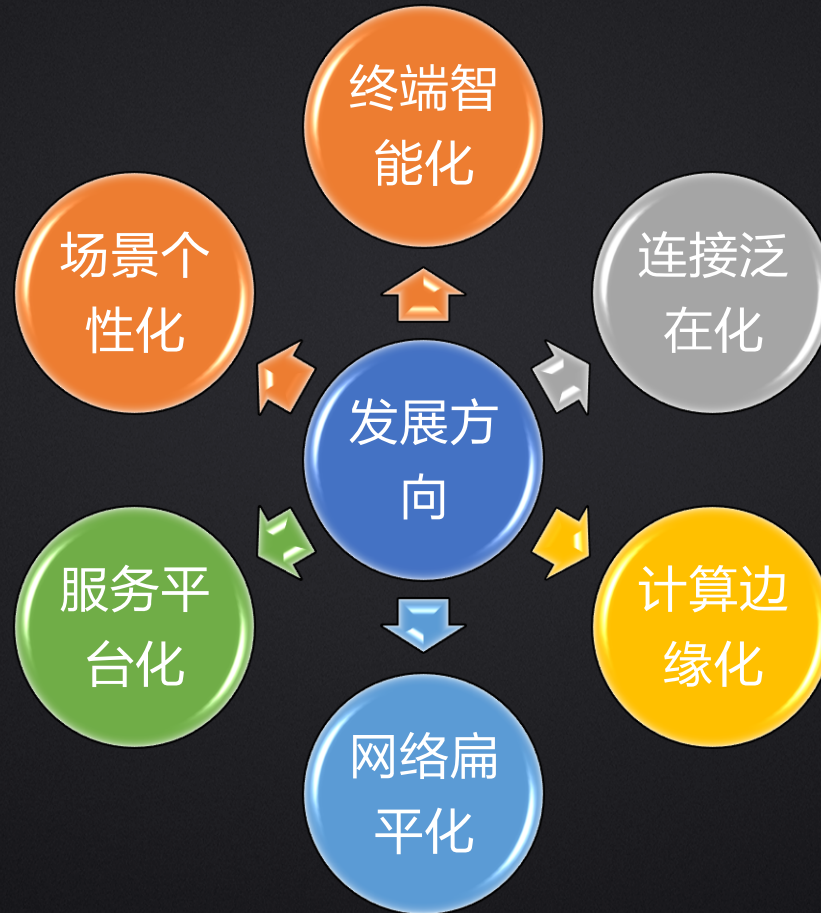 终端智
能化
连接泛
在化
计算边
缘化
网络扁
平化
服务平
台化
场景个
性化
发展方
向